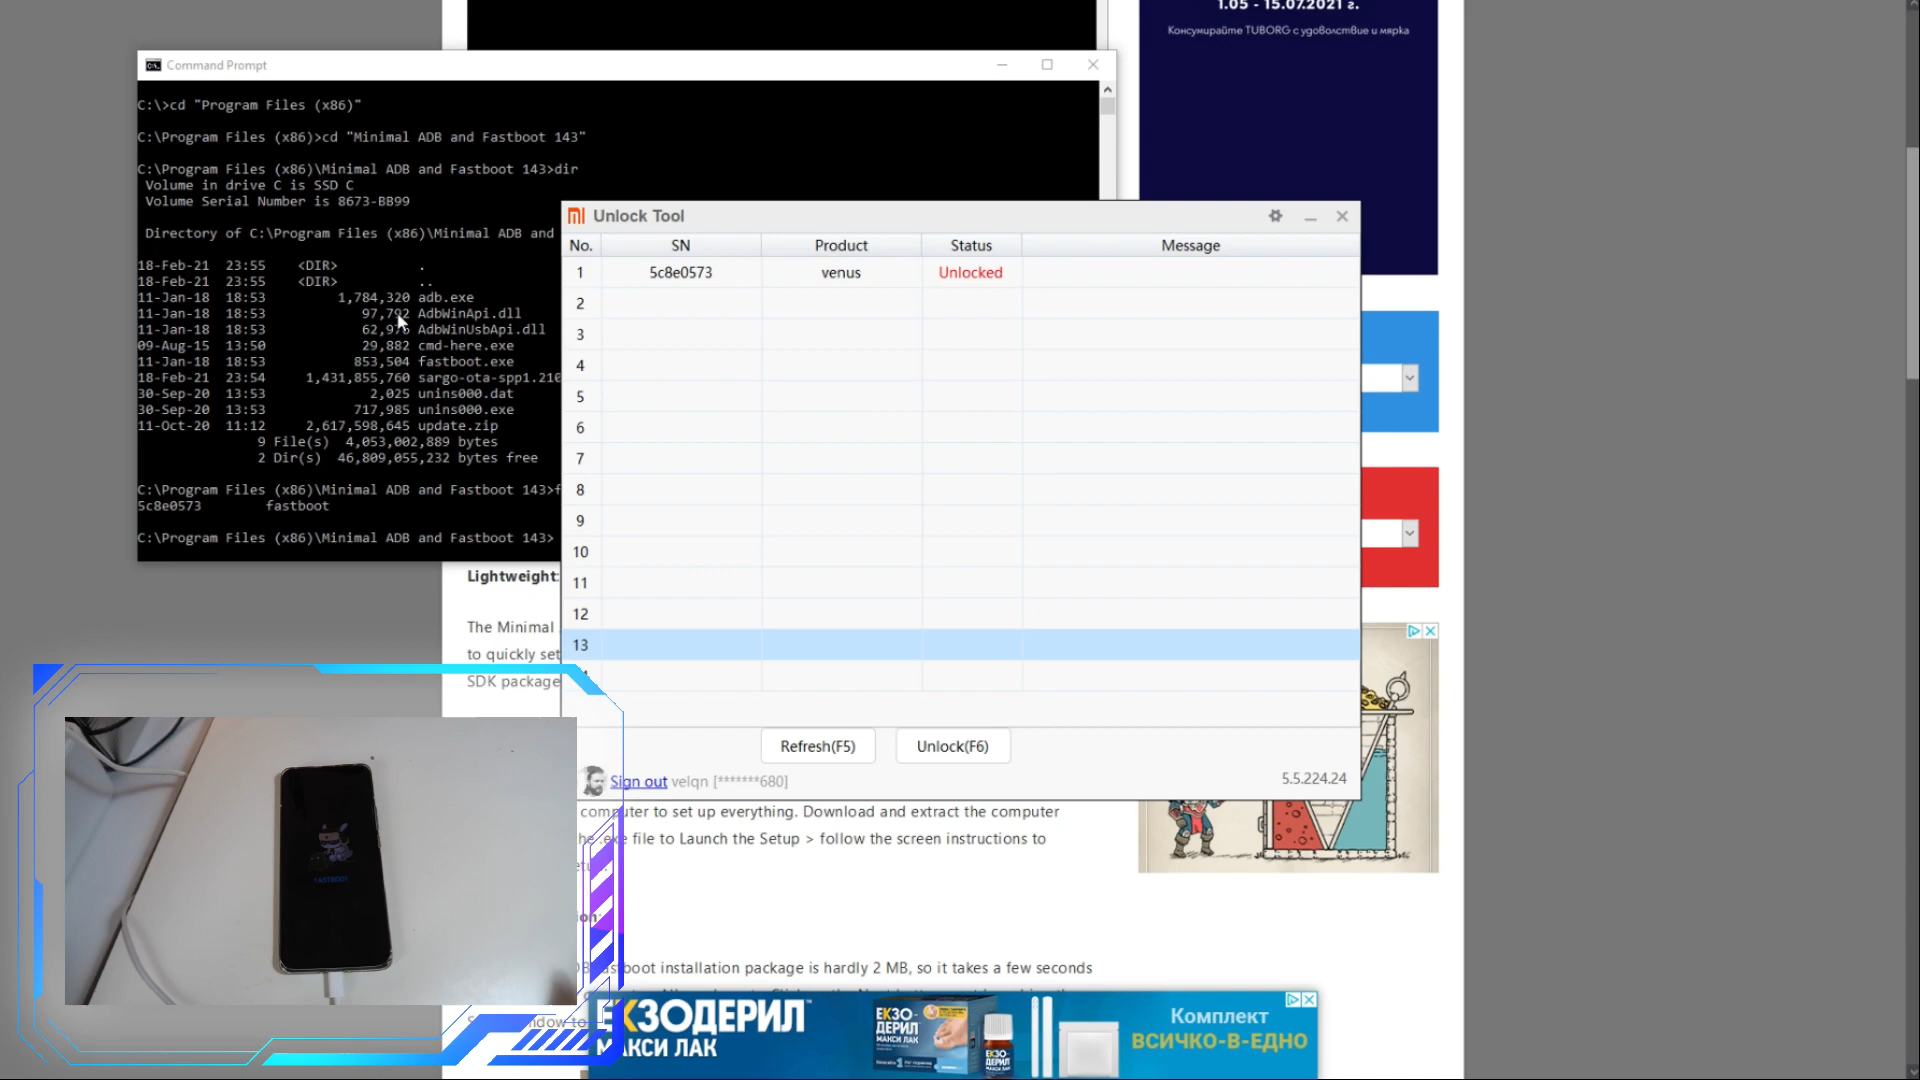 1.05 - 15.07.2021 г.
Консумирайте TUBORG с удоволствие и мярка
Command Prompt
C:\>cd "Program Files (x86)"
C:\Program Files (x86)>cd "Minimal ADB and Fastboot 143"
C:\Program Files (x86)\Minimal ADB and Fastboot 143>dir
Volume in drive C is SSD C
Volume Serial Number is 8673-BB99
Directory of C:\Program Files (x86)\Minimal ADB and
18-Feb-21 23:55 <DIR> .
18-Feb-21 23:55 <DIR> ..
11-Jan-18 18:53 1,784,320 adb.exe
11-Jan-18 18:53 97,792 AdbWinApi.dll
11-Jan-18 18:53 62,976 AdbWinUsbApi.dll
09-Aug-15 13:50 29,882 cmd-here.exe
11-Jan-18 18:53 853,504 fastboot.exe
18-Feb-21 23:54 1,431,855,760 sargo-ota-spp1.210
30-Sep-20 13:53 2,025 unins000.dat
30-Sep-20 13:53 717,985 unins000.exe
11-Oct-20 11:12 2,617,598,645 update.zip
9 File(s) 4,053,002,889 bytes
2 Dir(s) 46,809,055,232 bytes free
C:\Program Files (x86)\Minimal ADB and Fastboot 143>f
5c8e0573 fastboot
C:\Program Files (x86)\Minimal ADB and Fastboot 143>
Unlock Tool
No. SN Product Status Message
1 5c8e0573 venus Unlocked
2
3
4
5
6
7
8
9
10
11
12
13
Refresh(F5) Unlock(F6)
Sign out velqn [*******680]
5.5.224.24
Lightweight:
The Minimal
to quickly set
SDK package
FASTBOOT
computer to set up everything. Download and extract the computer
.exe file to Launch the Setup > follow the screen instructions to
installation package is hardly 2 MB, so it takes a few seconds
ЕКЗОДЕРИЛ™
МАКСИ ЛАК
ЕКЗО-
ДЕРИЛ
МАКСИ ЛАК
Комплект
ВСИЧКО-В-ЕДНО